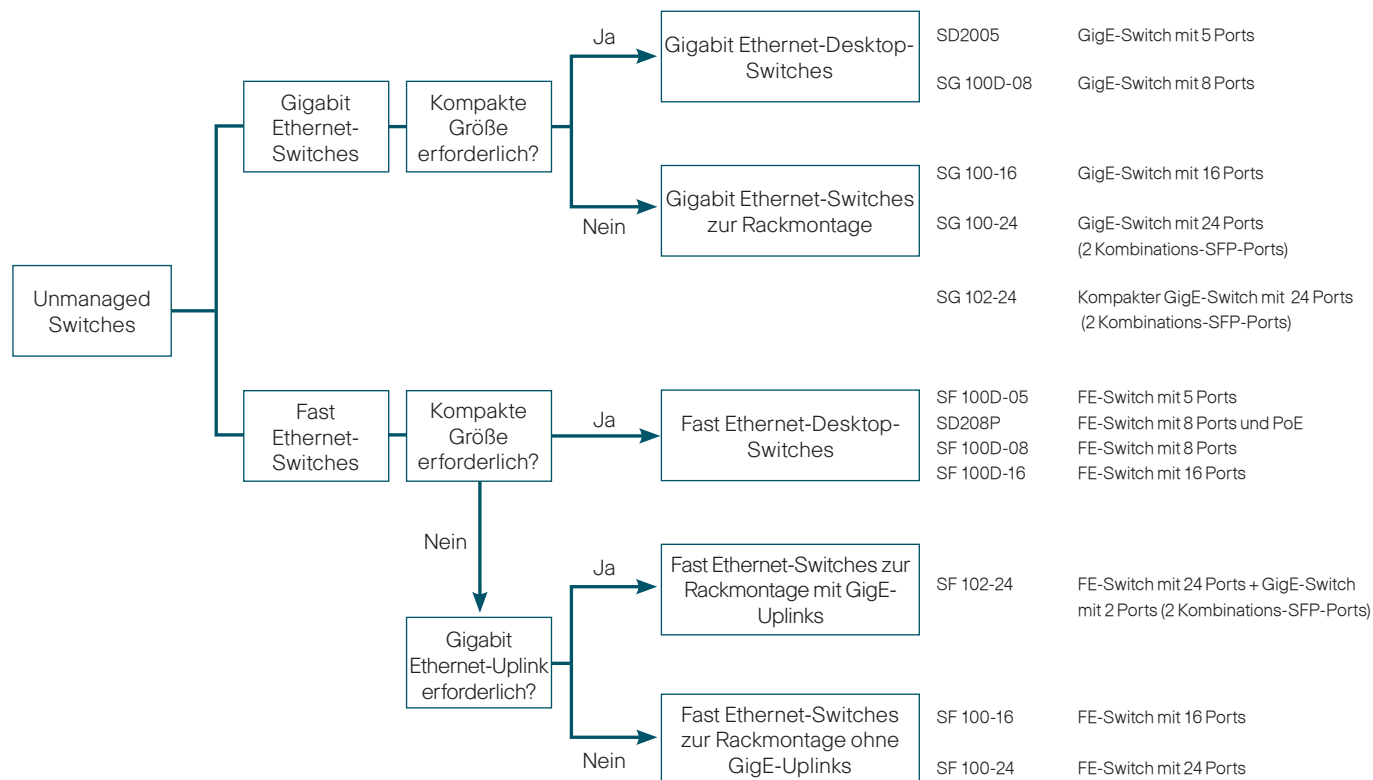 Ja
Gigabit Ethernet-Desktop-
Switches
SD2005 GigE-Switch mit 5 Ports
SG 100D-08 GigE-Switch mit 8 Ports
Gigabit
Ethernet-
Switches
Kompakte
Größe
erforderlich?
Nein
Gigabit Ethernet-Switches
zur Rackmontage
SG 100-16 GigE-Switch mit 16 Ports
SG 100-24 GigE-Switch mit 24 Ports
(2 Kombinations-SFP-Ports)
SG 102-24 Kompakter GigE-Switch mit 24 Ports
(2 Kombinations-SFP-Ports)
Unmanaged
Switches
Fast
Ethernet-
Switches
Kompakte
Größe
erforderlich?
Ja
Fast Ethernet-Desktop-
Switches
SF 100D-05 FE-Switch mit 5 Ports
SD208P FE-Switch mit 8 Ports und PoE
SF 100D-08 FE-Switch mit 8 Ports
SF 100D-16 FE-Switch mit 16 Ports
Nein
Gigabit
Ethernet-Uplink
erforderlich?
Ja
Fast Ethernet-Switches zur
Rackmontage mit GigE-
Uplinks
SF 102-24 FE-Switch mit 24 Ports + GigE-Switch
mit 2 Ports (2 Kombinations-SFP-Ports)
Nein
Fast Ethernet-Switches
zur Rackmontage ohne
GigE-Uplinks
SF 100-16 FE-Switch mit 16 Ports
SF 100-24 FE-Switch mit 24 Ports